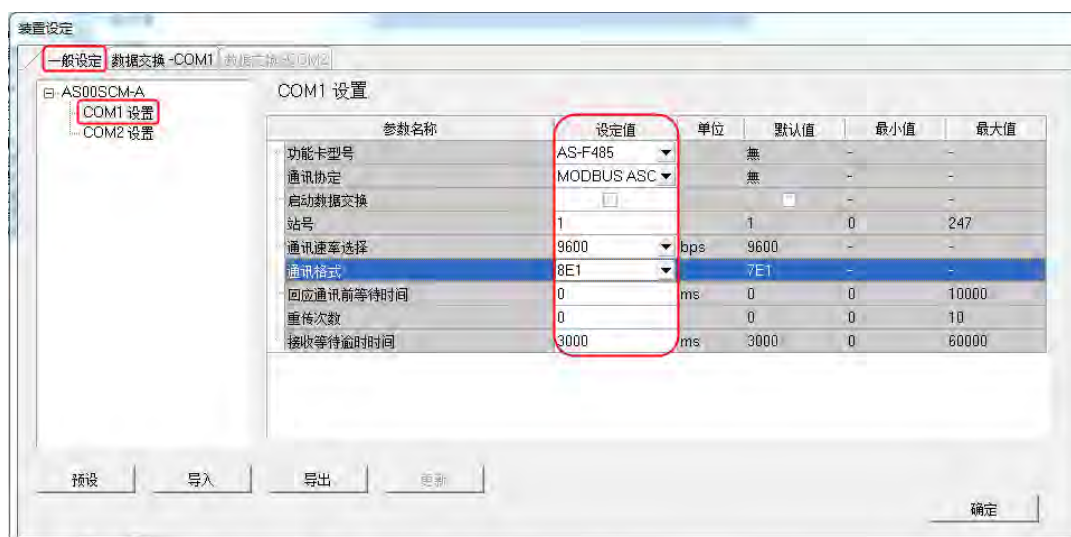 装置设定
一般设定 数据交换 -COM1 数据交换 -COM2
AS00SCM-A
COM1 设置
COM2 设置
COM1 设置
参数名称 设定值 单位 默认值 最小值 最大值
功能卡型号 AS-F485 無 - -
通讯协定 MODBUS ASC 無 - -
启动数据交换 - -
站号 1 1 0 247
通讯速率选择 9600 bps 9600 - -
通讯格式 8E1 7E1 - -
回应通讯前等待时间 0 ms 0 0 10000
重传次数 0 0 0 10
接收等待逾时时间 3000 ms 3000 0 60000
预设 导入 导出 更新
确定